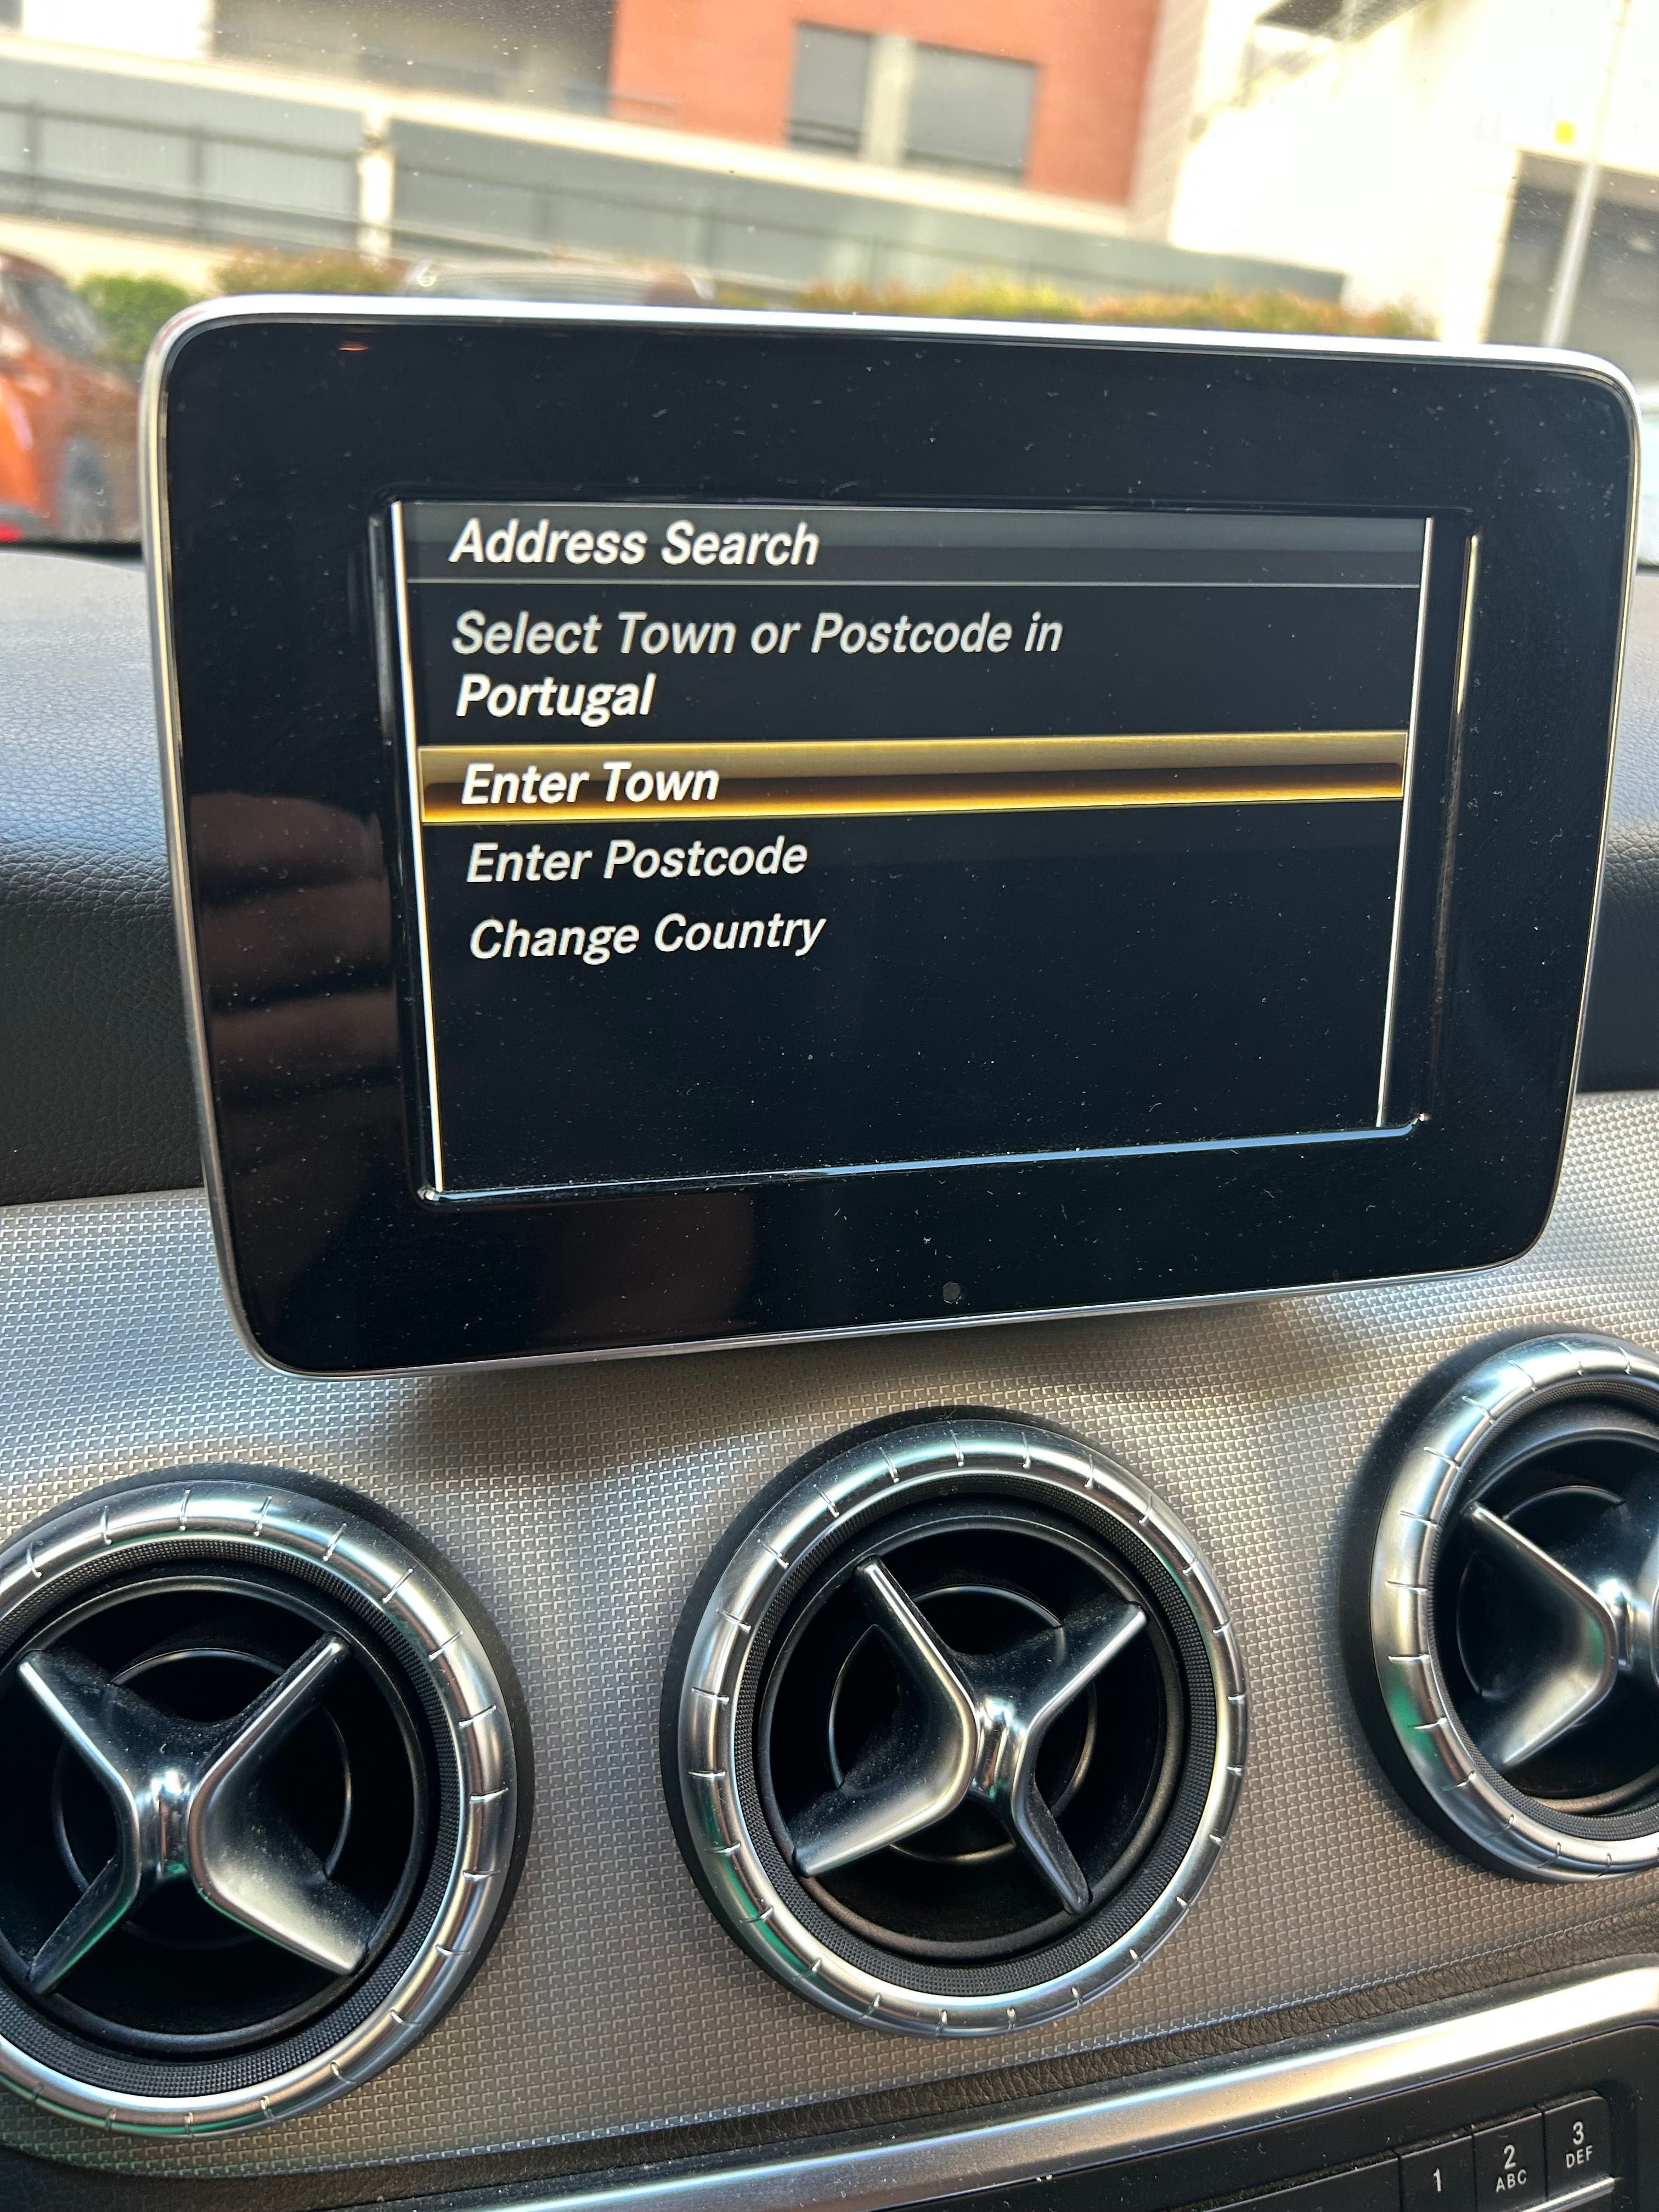 Address Search
Select Town or Postcode in
Portugal
Enter Town
Enter Postcode
Change Country
1
2
ABC
3
DEF